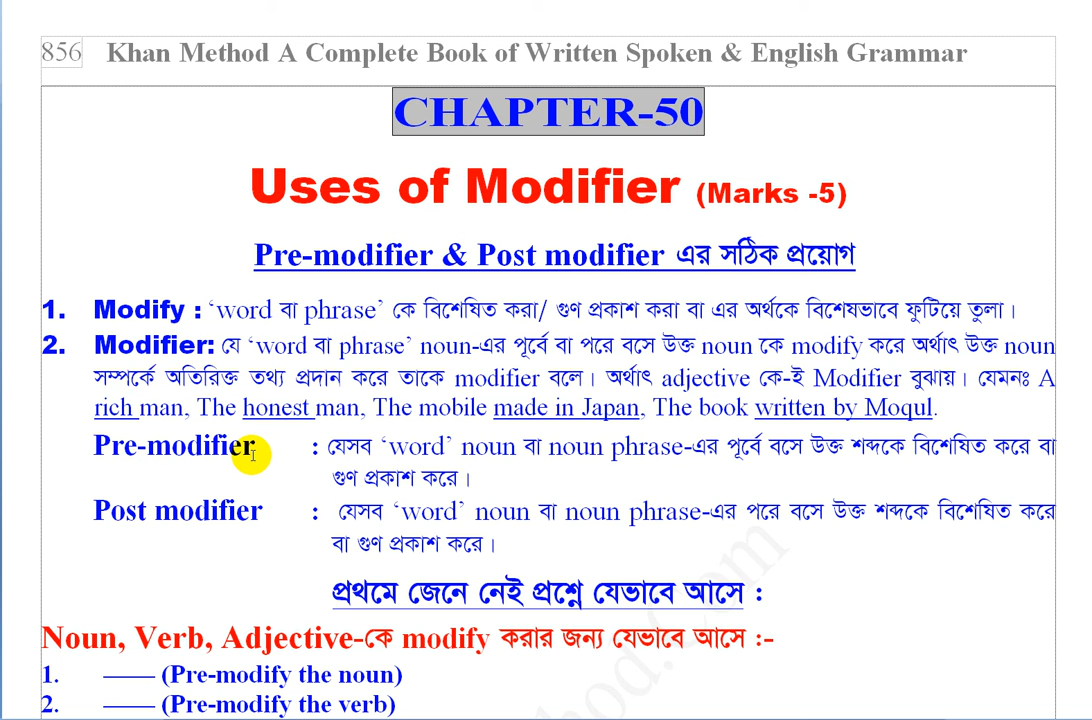 856 Khan Method A Complete Book of Written Spoken & English Grammar
CHAPTER-50
Uses of Modifier (Marks -5)
Pre-modifier & Post modifier এর সঠিক প্রয়োগ
1. Modify : ‘word বা phrase’ কে বিশেষিত করা/ গুণ প্রকাশ করা বা এর অর্থকে বিশেষভাবে ফুটিয়ে তুলা।
2. Modifier: যে ‘word বা phrase’ noun-এর পূর্বে বা পরে বসে উক্ত noun কে modify করে অর্থাৎ উক্ত noun
সম্পর্কে অতিরিক্ত তথ্য প্রদান করে তাকে modifier বলে। অর্থাৎ adjective কে-ই Modifier বুঝায়। যেমনঃ A
rich man, The honest man, The mobile made in Japan, The book written by Moqul.
Pre-modifier : যেসব ‘word’ noun বা noun phrase-এর পূর্বে বসে উক্ত শব্দকে বিশেষিত করে বা
গুণ প্রকাশ করে।
Post modifier : যেসব ‘word’ noun বা noun phrase-এর পরে বসে উক্ত শব্দকে বিশেষিত করে
বা গুণ প্রকাশ করে।
প্রথমে জেনে নেই প্রশ্নে যেভাবে আসে :
Noun, Verb, Adjective-কে modify করার জন্য যেভাবে আসে :-
1. —— (Pre-modify the noun)
2. —— (Pre-modify the verb)